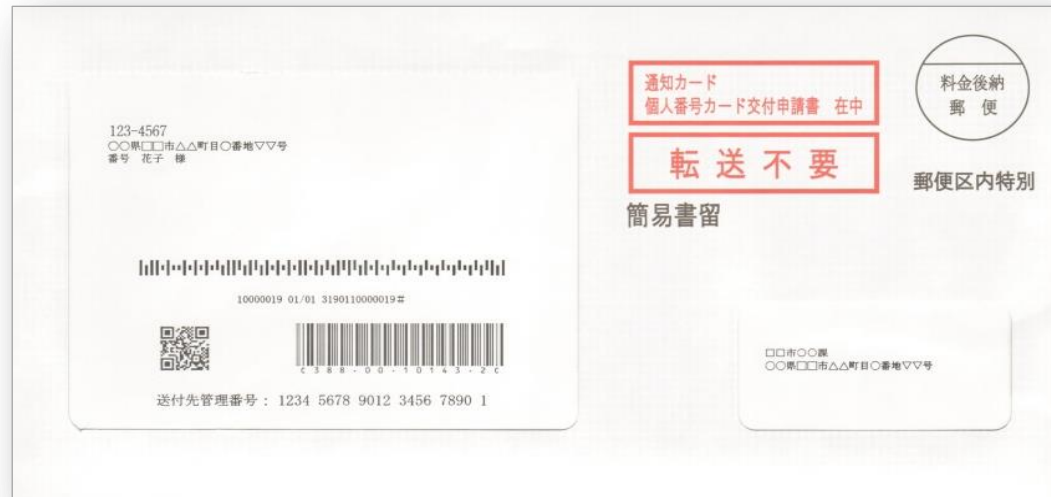 123-4567
○○県□□市△△町目○番地▽▽号
番号 花子 様
10000019 01/01 3190110000019#
c388-00-10143-2c
送付先管理番号： 1234 5678 9012 3456 7890 1
通知カード
個人番号カード交付申請書 在中
転送不要
簡易書留
料金後納
郵便
郵便区内特別
□□市○○課
○○県□□市△△町目○番地▽▽号